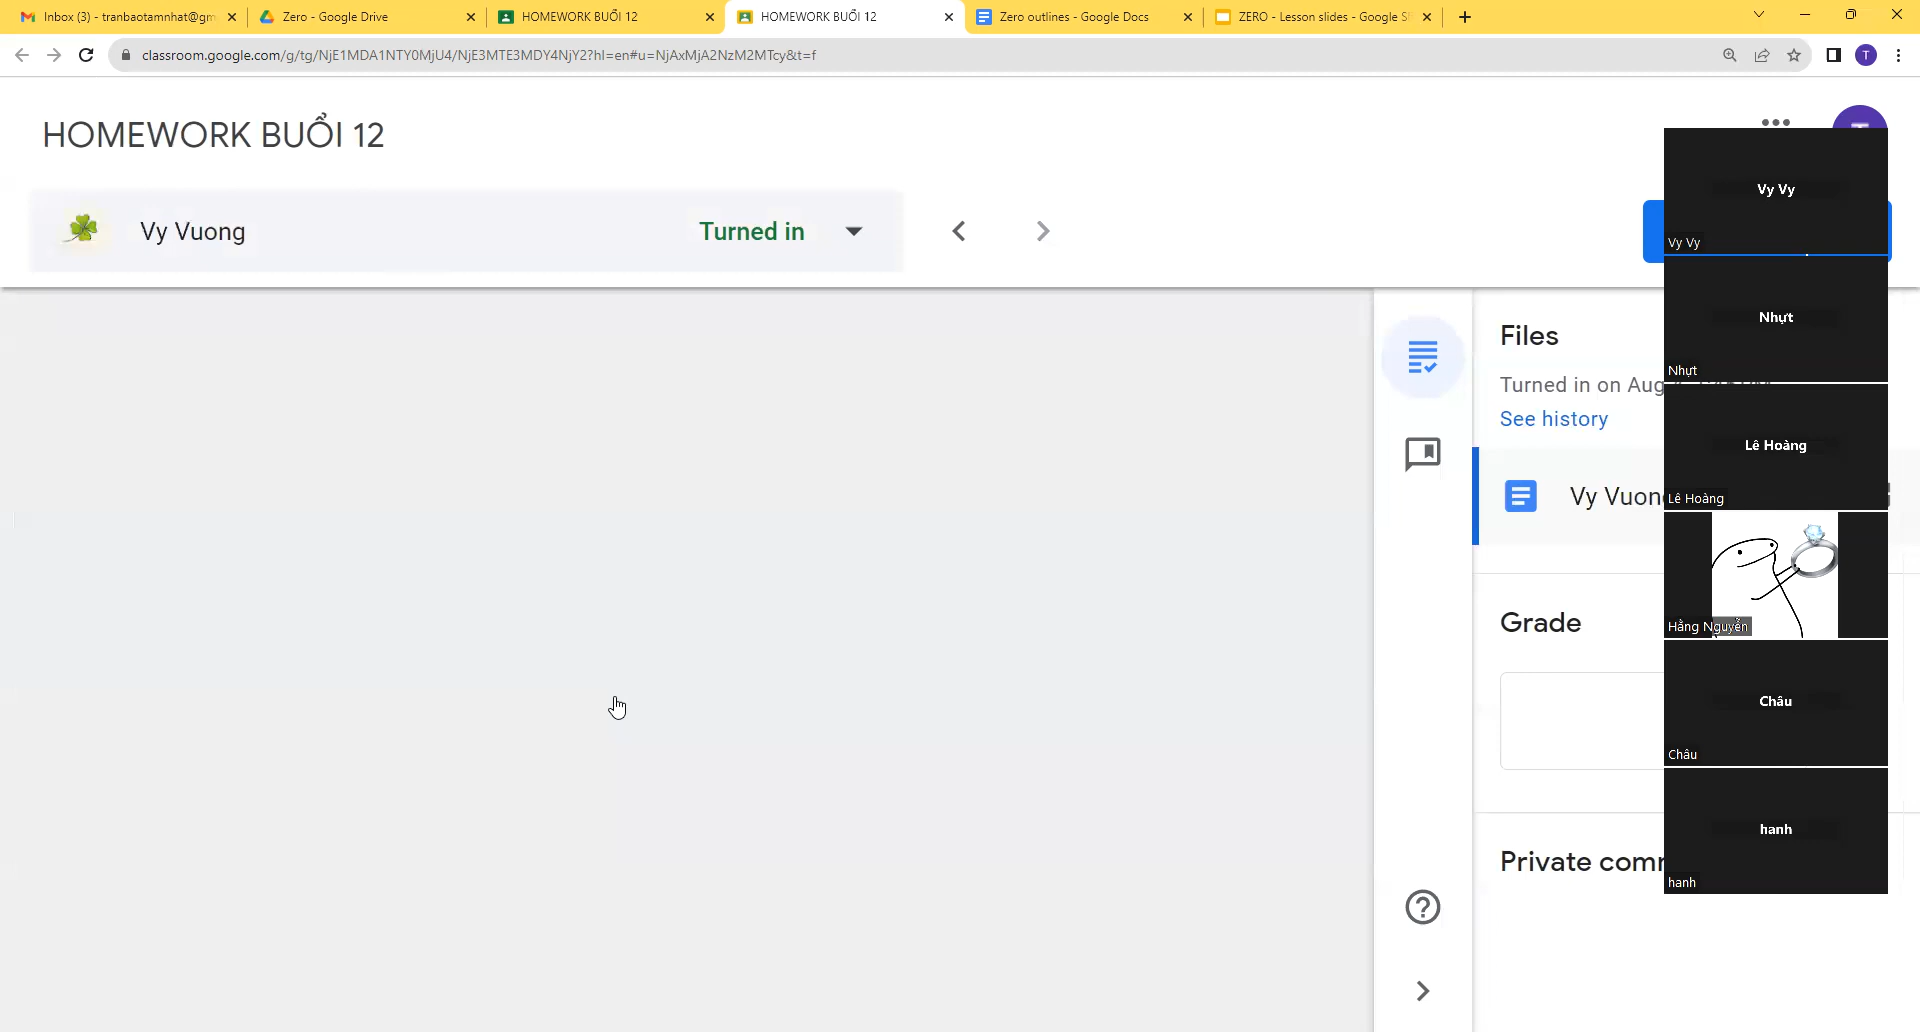 Inbox (3) - tranbaotamnhat@gm
Zero - Google Drive
HOMEWORK BUỔI 12
HOMEWORK BUỔI 12
Zero outlines - Google Docs
ZERO - Lesson slides - Google Sl
classroom.google.com/g/tg/NjE1MDA1NTY0MjU4/NjE3MTE3MDY4NjY2?hl=en#u=NjAxMjA2NzM2MTcy&t=f
T
HOMEWORK BUỔI 12
Vy Vuong
Turned in
Files
Turned in on Aug
See history
Vy Vuong
Grade
Private comm
Vy Vy
Vy Vy
Nhựt
Nhựt
Lê Hoàng
Lê Hoàng
Hằng Nguyễn
Châu
Châu
hanh
hanh